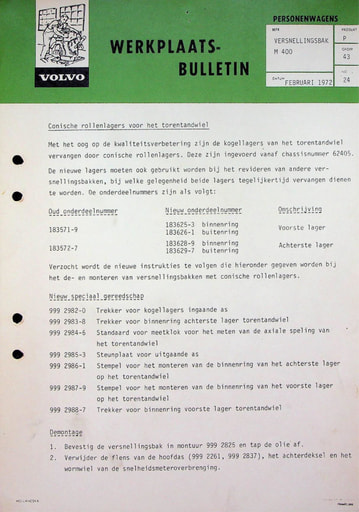 PERSONENWAGENS
WERKPLAATS-
BULLETIN
VOLVO
VERSNELLINGSBAK
M 400
P
43
24
DATUM
FEBRUARI 1972
Conische rollenlagers voor het torentandwiel
Met het oog op de kwaliteitsverbetering zijn de kogellagers van het torentandwiel
vervangen door conische rollenlagers. Deze zijn ingevoerd vanaf chassisnummer 62405.
De nieuwe lagers moeten ook gebruikt worden bij het revideren van andere ver-
snellingsbakken, bij welke gelegenheid beide lagers tegelijkertijd vervangen dienen
te worden. De onderdeelnummers zijn als volgt:
Oud onderdeelnummer Nieuw onderdeelnummer Omschrijving
183571-9 183625-3 binnenring Voorste lager
183626-1 buitenring
183572-7 183628-9 binnenring Achterste lager
183629-7 buitenring
Verzocht wordt de nieuwe instrukties te volgen die hieronder gegeven worden bij
het de- en monteren van versnellingsbakken met conische rollenlagers.
Nieuw speciaal gereedschap
999 2982-0 Trekker voor kogellagers ingaande as
999 2983-8 Trekker voor binnenring achterste lager torentandwiel
999 2984-6 Standaard voor meetklok voor het meten van de axiale speling van
het torentandwiel
999 2985-3 Steunplaat voor uitgaande as
999 2986-1 Stempel voor het monteren van de binnenring van het achterste lager
op het torentandwiel
999 2987-9 Stempel voor het monteren van de binnenring van het voorste lager
op het torentandwiel
999 2988-7 Trekker voor binnenring voorste lager torentandwiel
Demontage
1. Bevestig de versnellingsbak in montuur 999 2825 en tap de olie af.
2. Verwijder de flens van de hoofdas (999 2261, 999 2837), het achterdeksel en het
wormwiel van de snelheidsmeteroverbrenging.